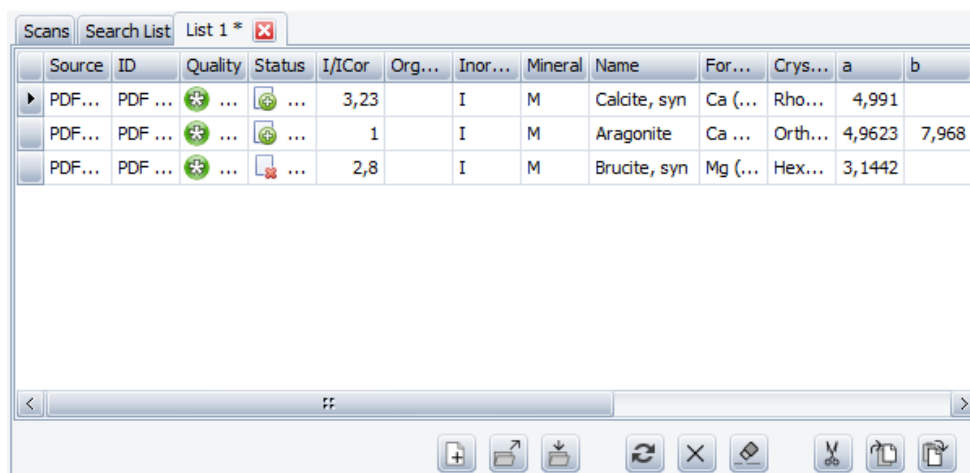 Scans Search List List 1 *
Source ID Quality Status I/ICor Org... Inor... Mineral Name For... Crys... a b
PDF... PDF ... ... ... 3,23 I M Calcite, syn Ca (... Rho... 4,991
PDF... PDF ... ... ... 1 I M Aragonite Ca ... Orth... 4,9623 7,968
PDF... PDF ... ... ... 2,8 I M Brucite, syn Mg (... Hex... 3,1442